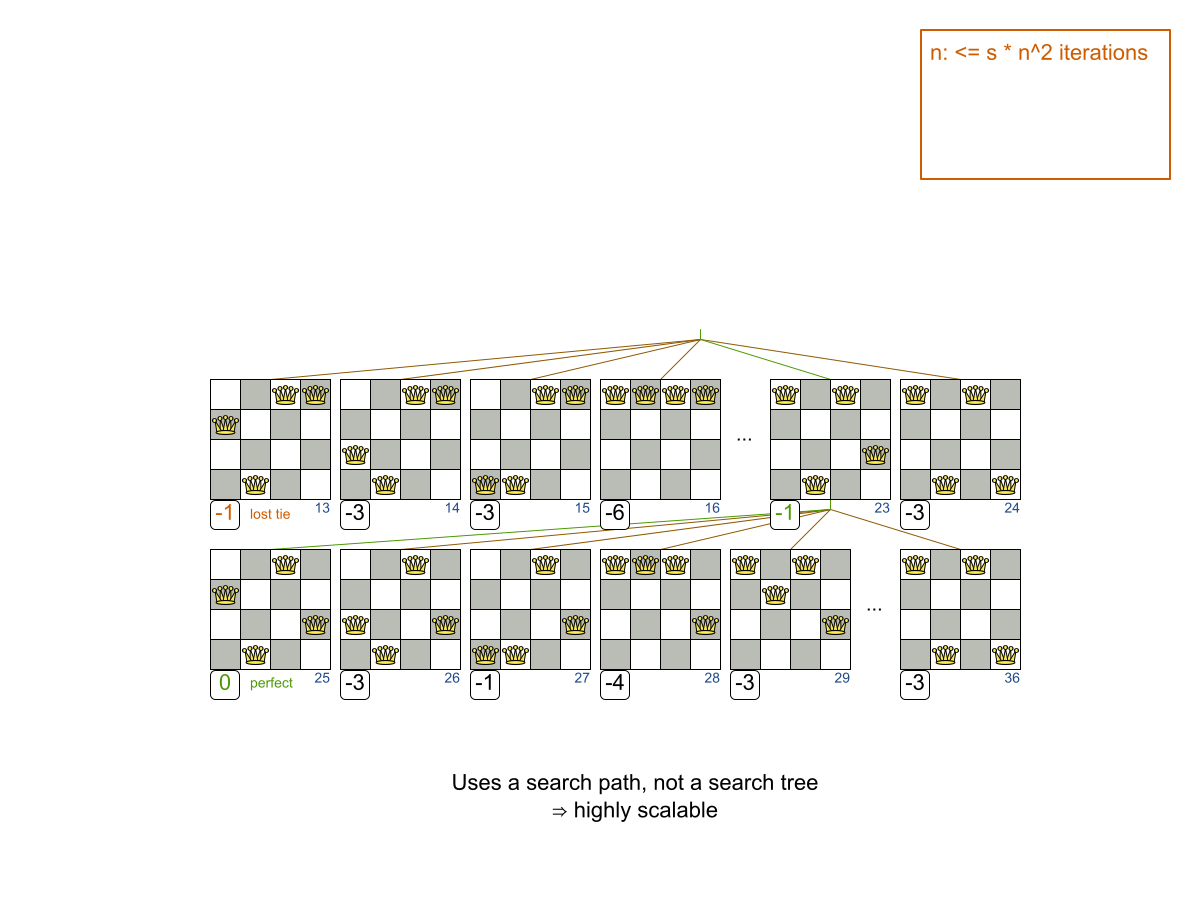 n: <= s * n^2 iterations
...
-1 lost tie 13
-3 14
-3 15
-6 16
-1 23
-3 24
...
0 perfect 25
-3 26
-1 27
-4 28
-3 29
-3 36
Uses a search path, not a search tree
⇒ highly scalable